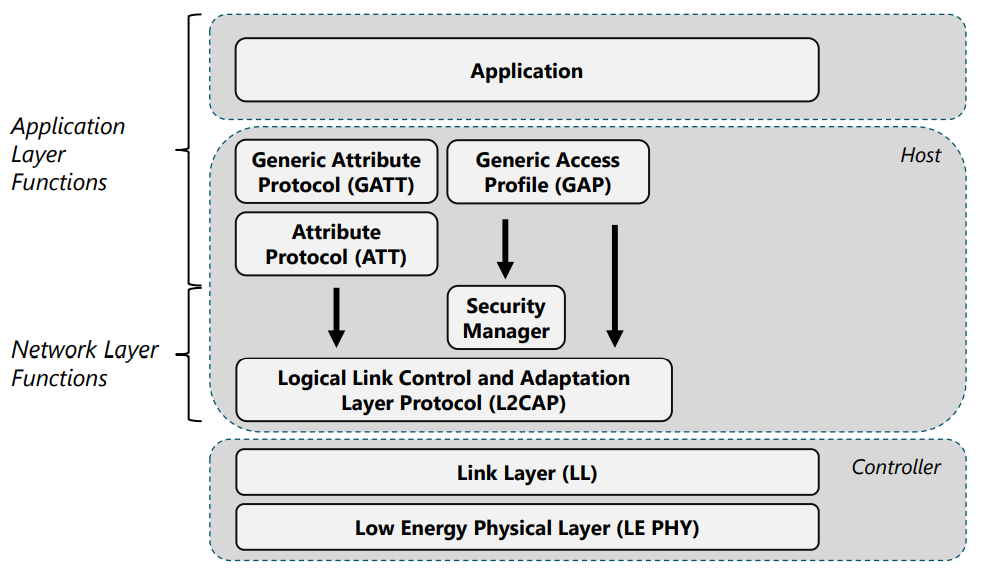 Application
Application
Layer
Functions
Host
Generic Attribute
Protocol (GATT)
Generic Access
Profile (GAP)
Attribute
Protocol (ATT)
Security
Manager
Network Layer
Functions
Logical Link Control and Adaptation
Layer Protocol (L2CAP)
Controller
Link Layer (LL)
Low Energy Physical Layer (LE PHY)